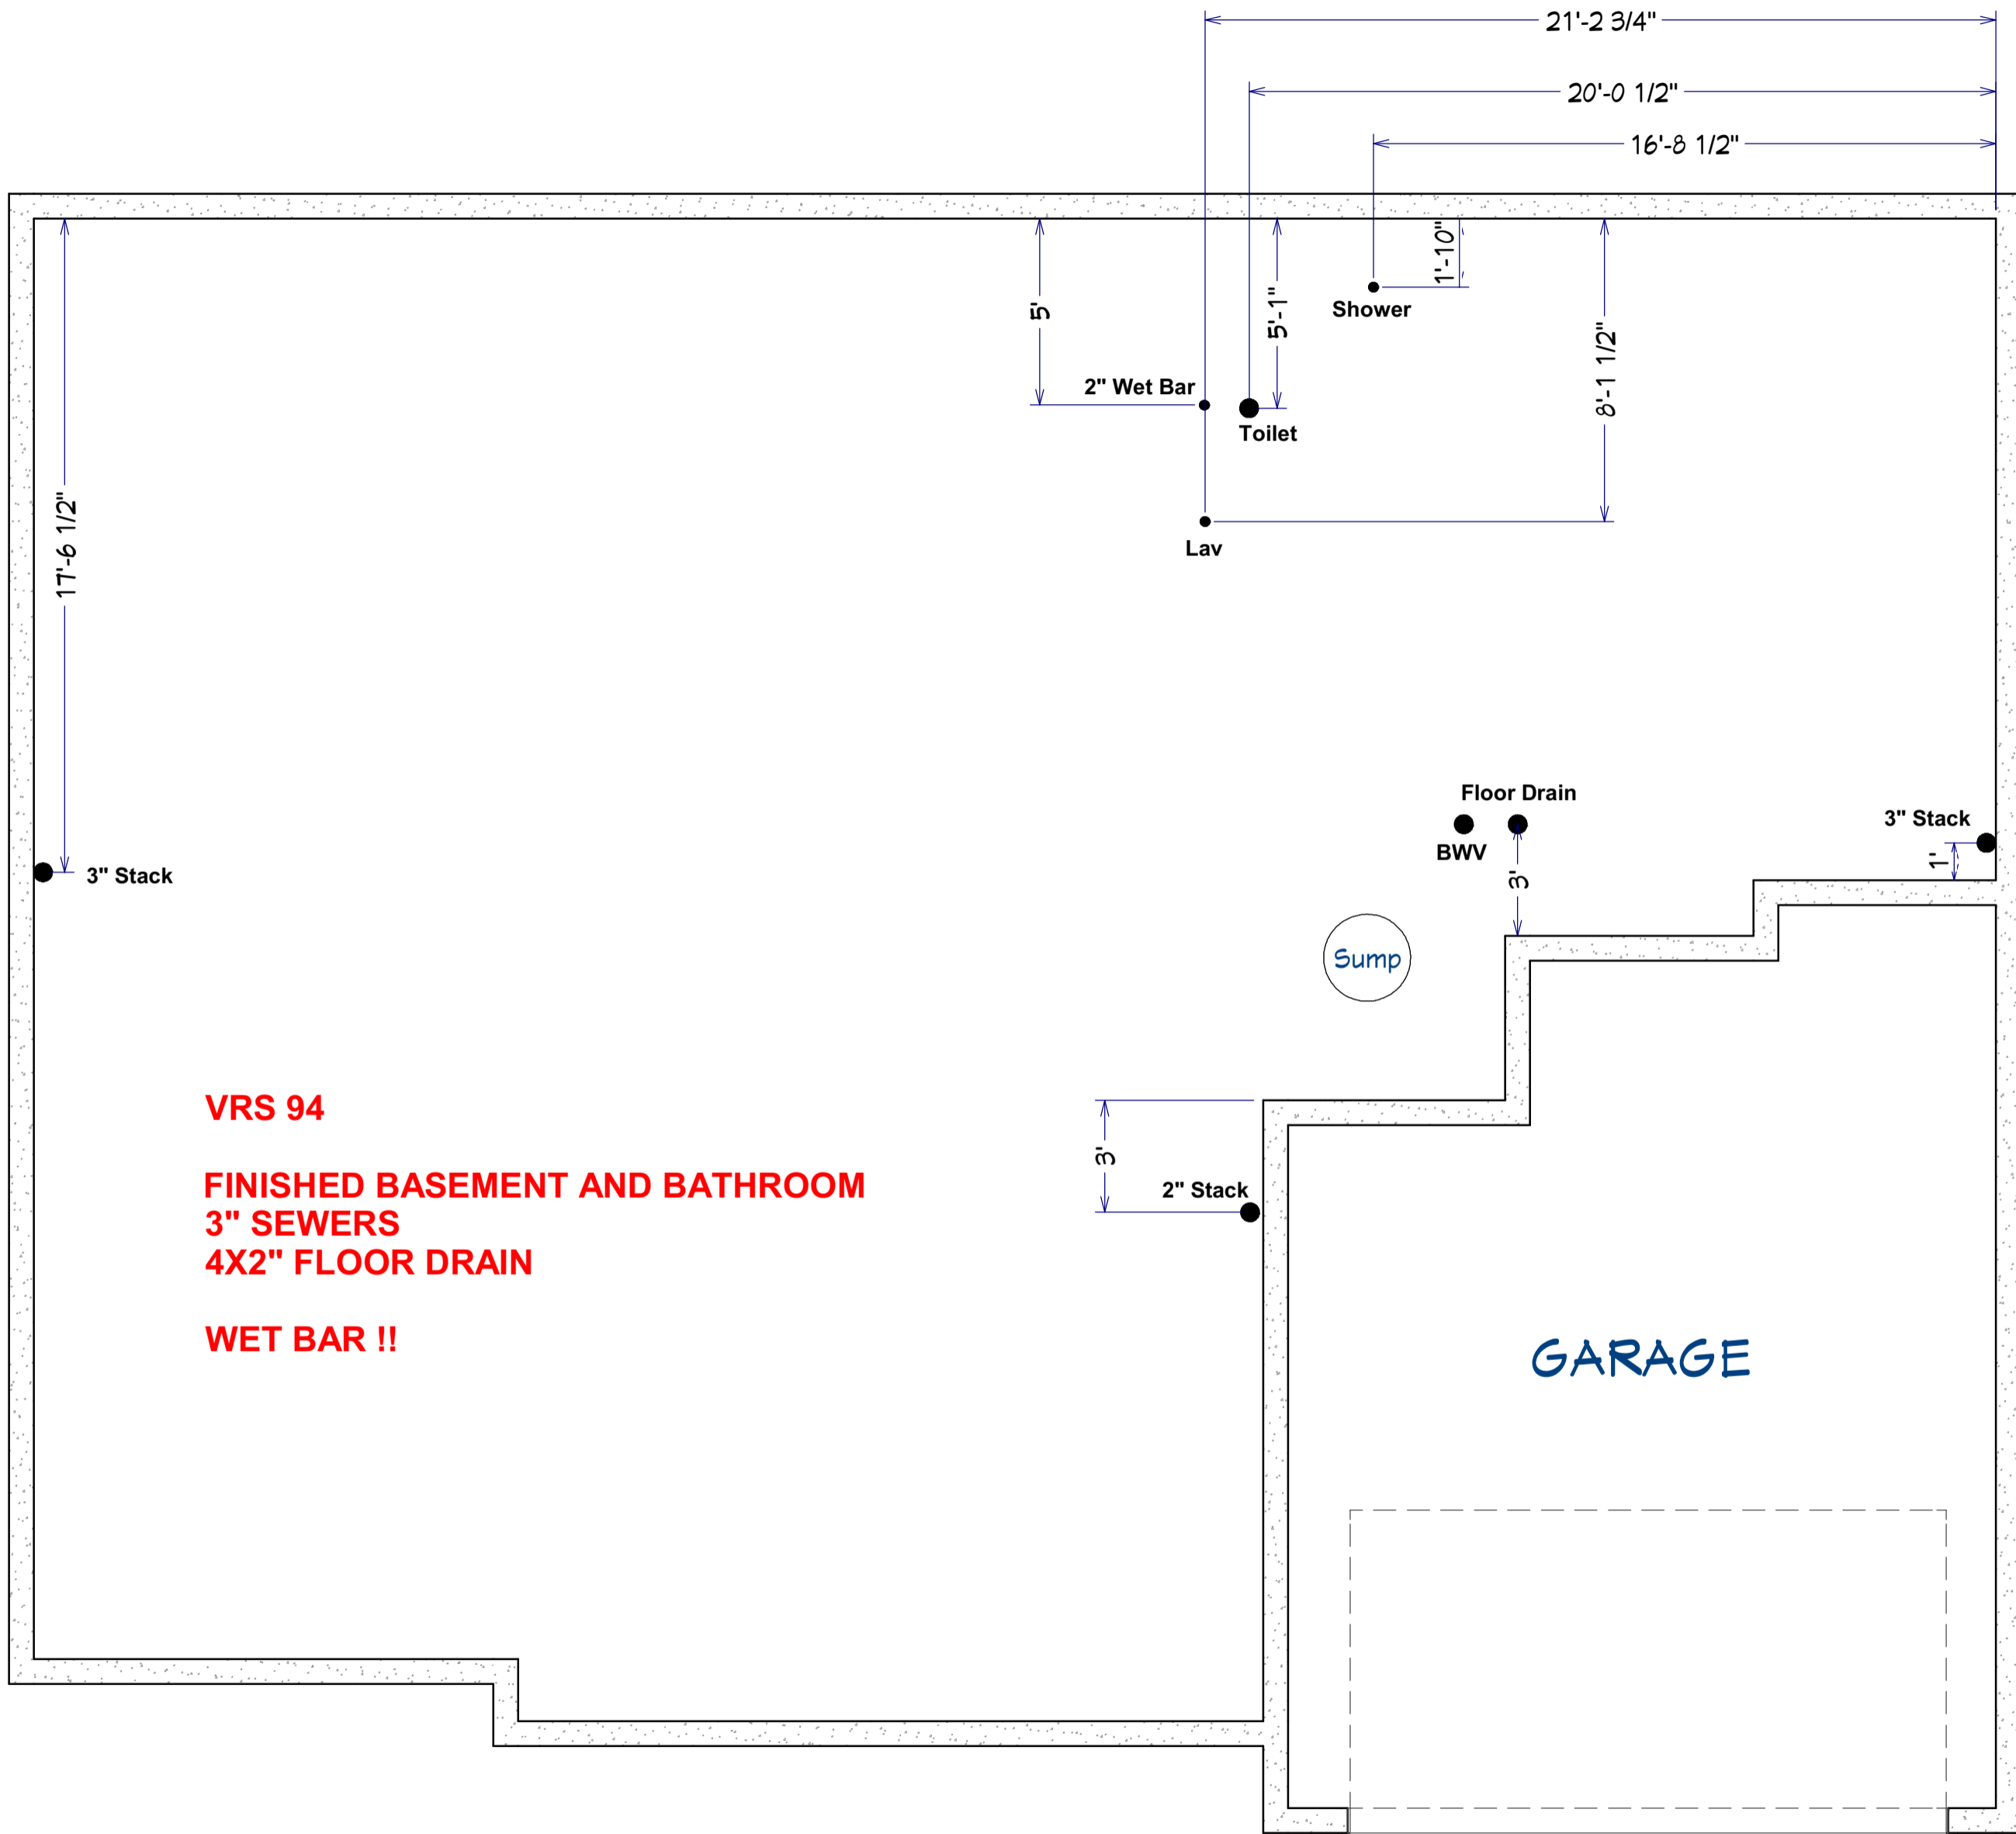 21'-2 3/4"
20'-0 1/2"
16'-8 1/2"
1'-10"
Shower
5'
5'-1"
8'-1 1/2"
2" Wet Bar
Toilet
17'-6 1/2"
Lav
Floor Drain
BWV
3" Stack
1'
3" Stack
3'
Sump
VRS 94
FINISHED BASEMENT AND BATHROOM
3" SEWERS
4X2" FLOOR DRAIN
WET BAR !!
3'
2" Stack
GARAGE